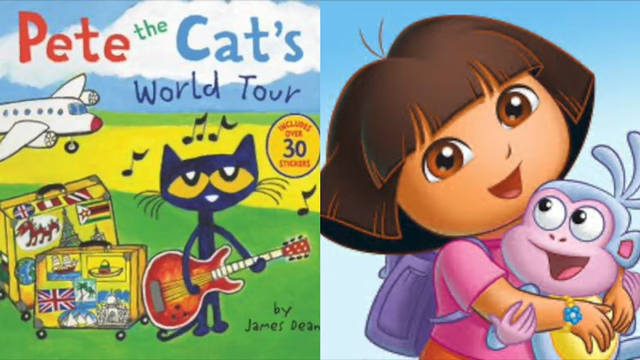 Pete the Cat's
World Tour
INCLUDES
OVER
30
STICKERS
by
James Dean